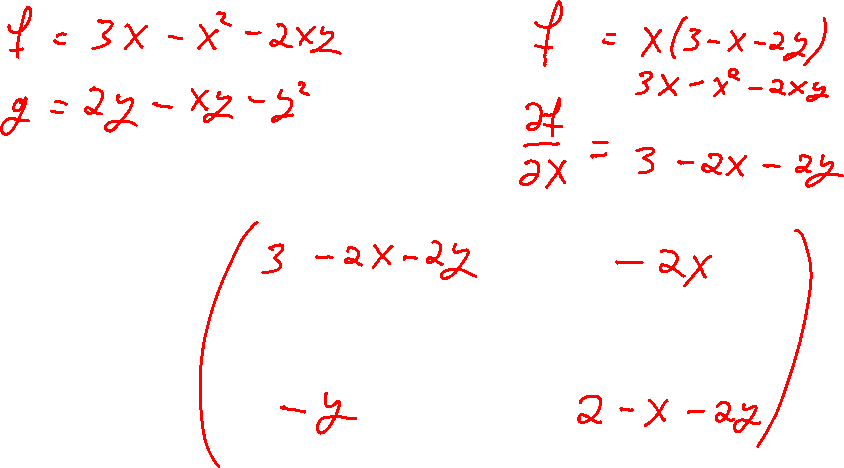 f = 3x - x² - 2xy
g = 2y - xy - y²
f = x(3-x-2y)
3x - x² - 2xy
∂f/∂x = 3 - 2x - 2y
( 3 - 2x - 2y   - 2x
- y   2 - x - 2y )